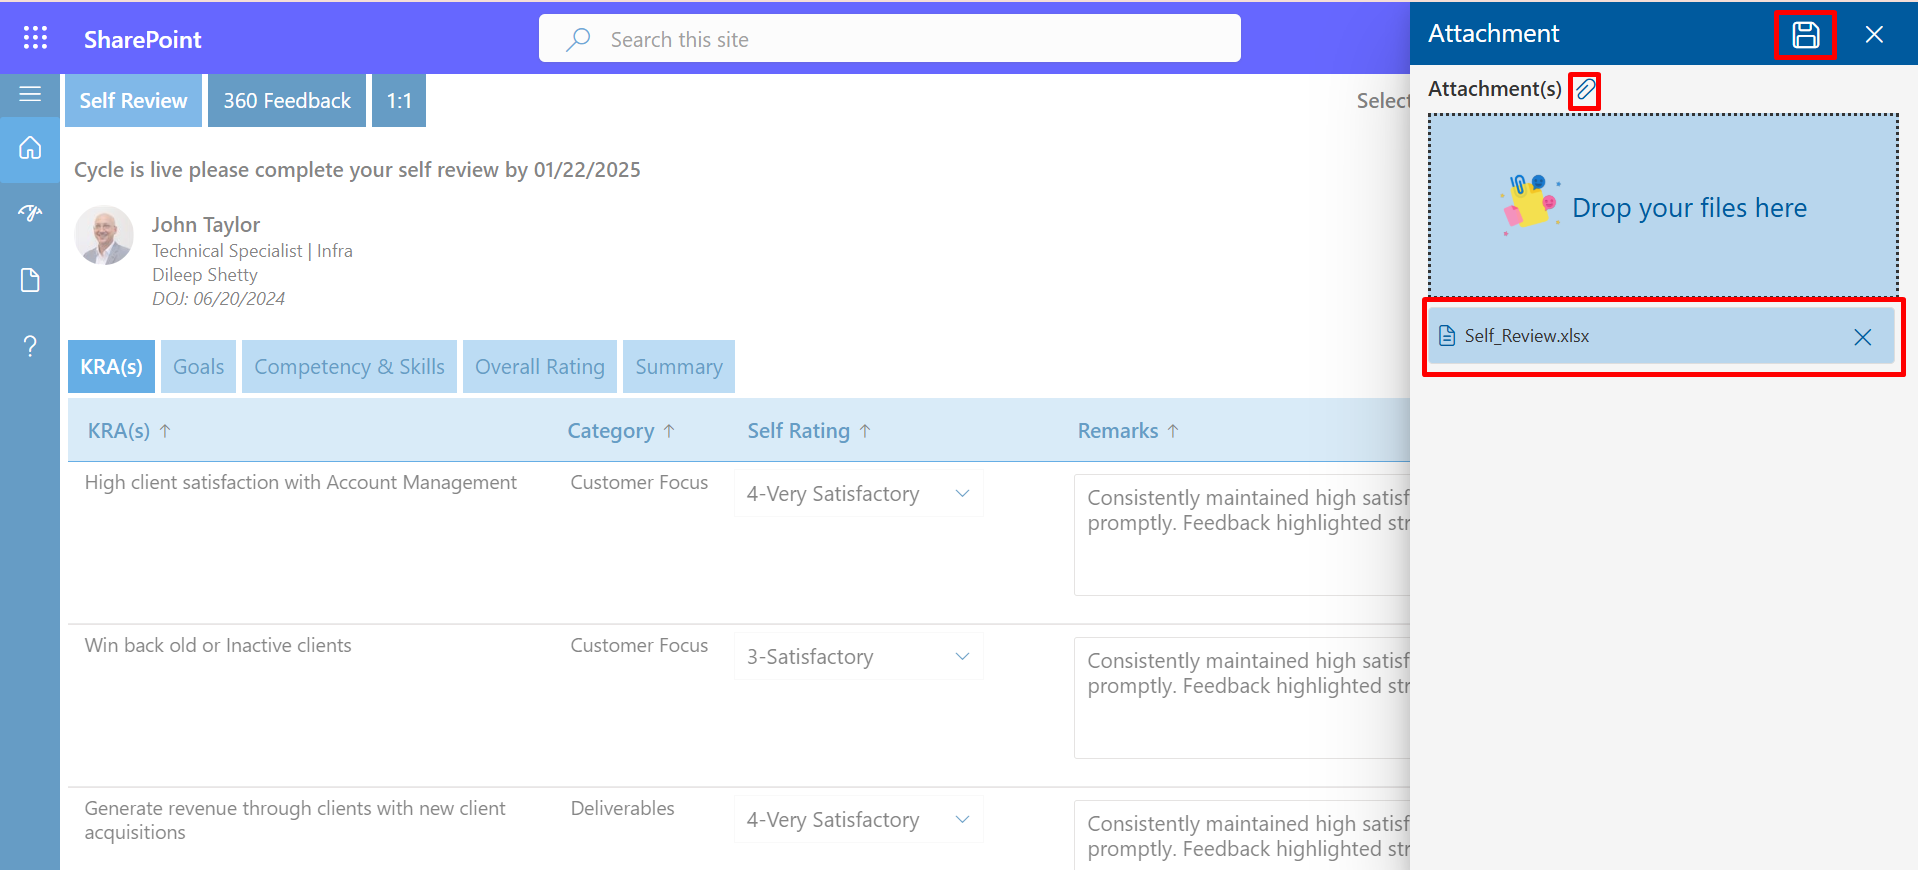 SharePoint
Search this site
Attachment
Self Review
360 Feedback
1:1
Select
Attachment(s)
Cycle is live please complete your self review by 01/22/2025
Drop your files here
John Taylor
Technical Specialist | Infra
Dileep Shetty
DOJ: 06/20/2024
Self_Review.xlsx
KRA(s)
Goals
Competency & Skills
Overall Rating
Summary
KRA(s) ↑
Category ↑
Self Rating ↑
Remarks ↑
High client satisfaction with Account Management
Customer Focus
4-Very Satisfactory
Consistently maintained high satisf
promptly. Feedback highlighted str
Win back old or Inactive clients
Customer Focus
3-Satisfactory
Consistently maintained high satisf
promptly. Feedback highlighted str
Generate revenue through clients with new client
acquisitions
Deliverables
4-Very Satisfactory
Consistently maintained high satisf
promptly. Feedback highlighted str